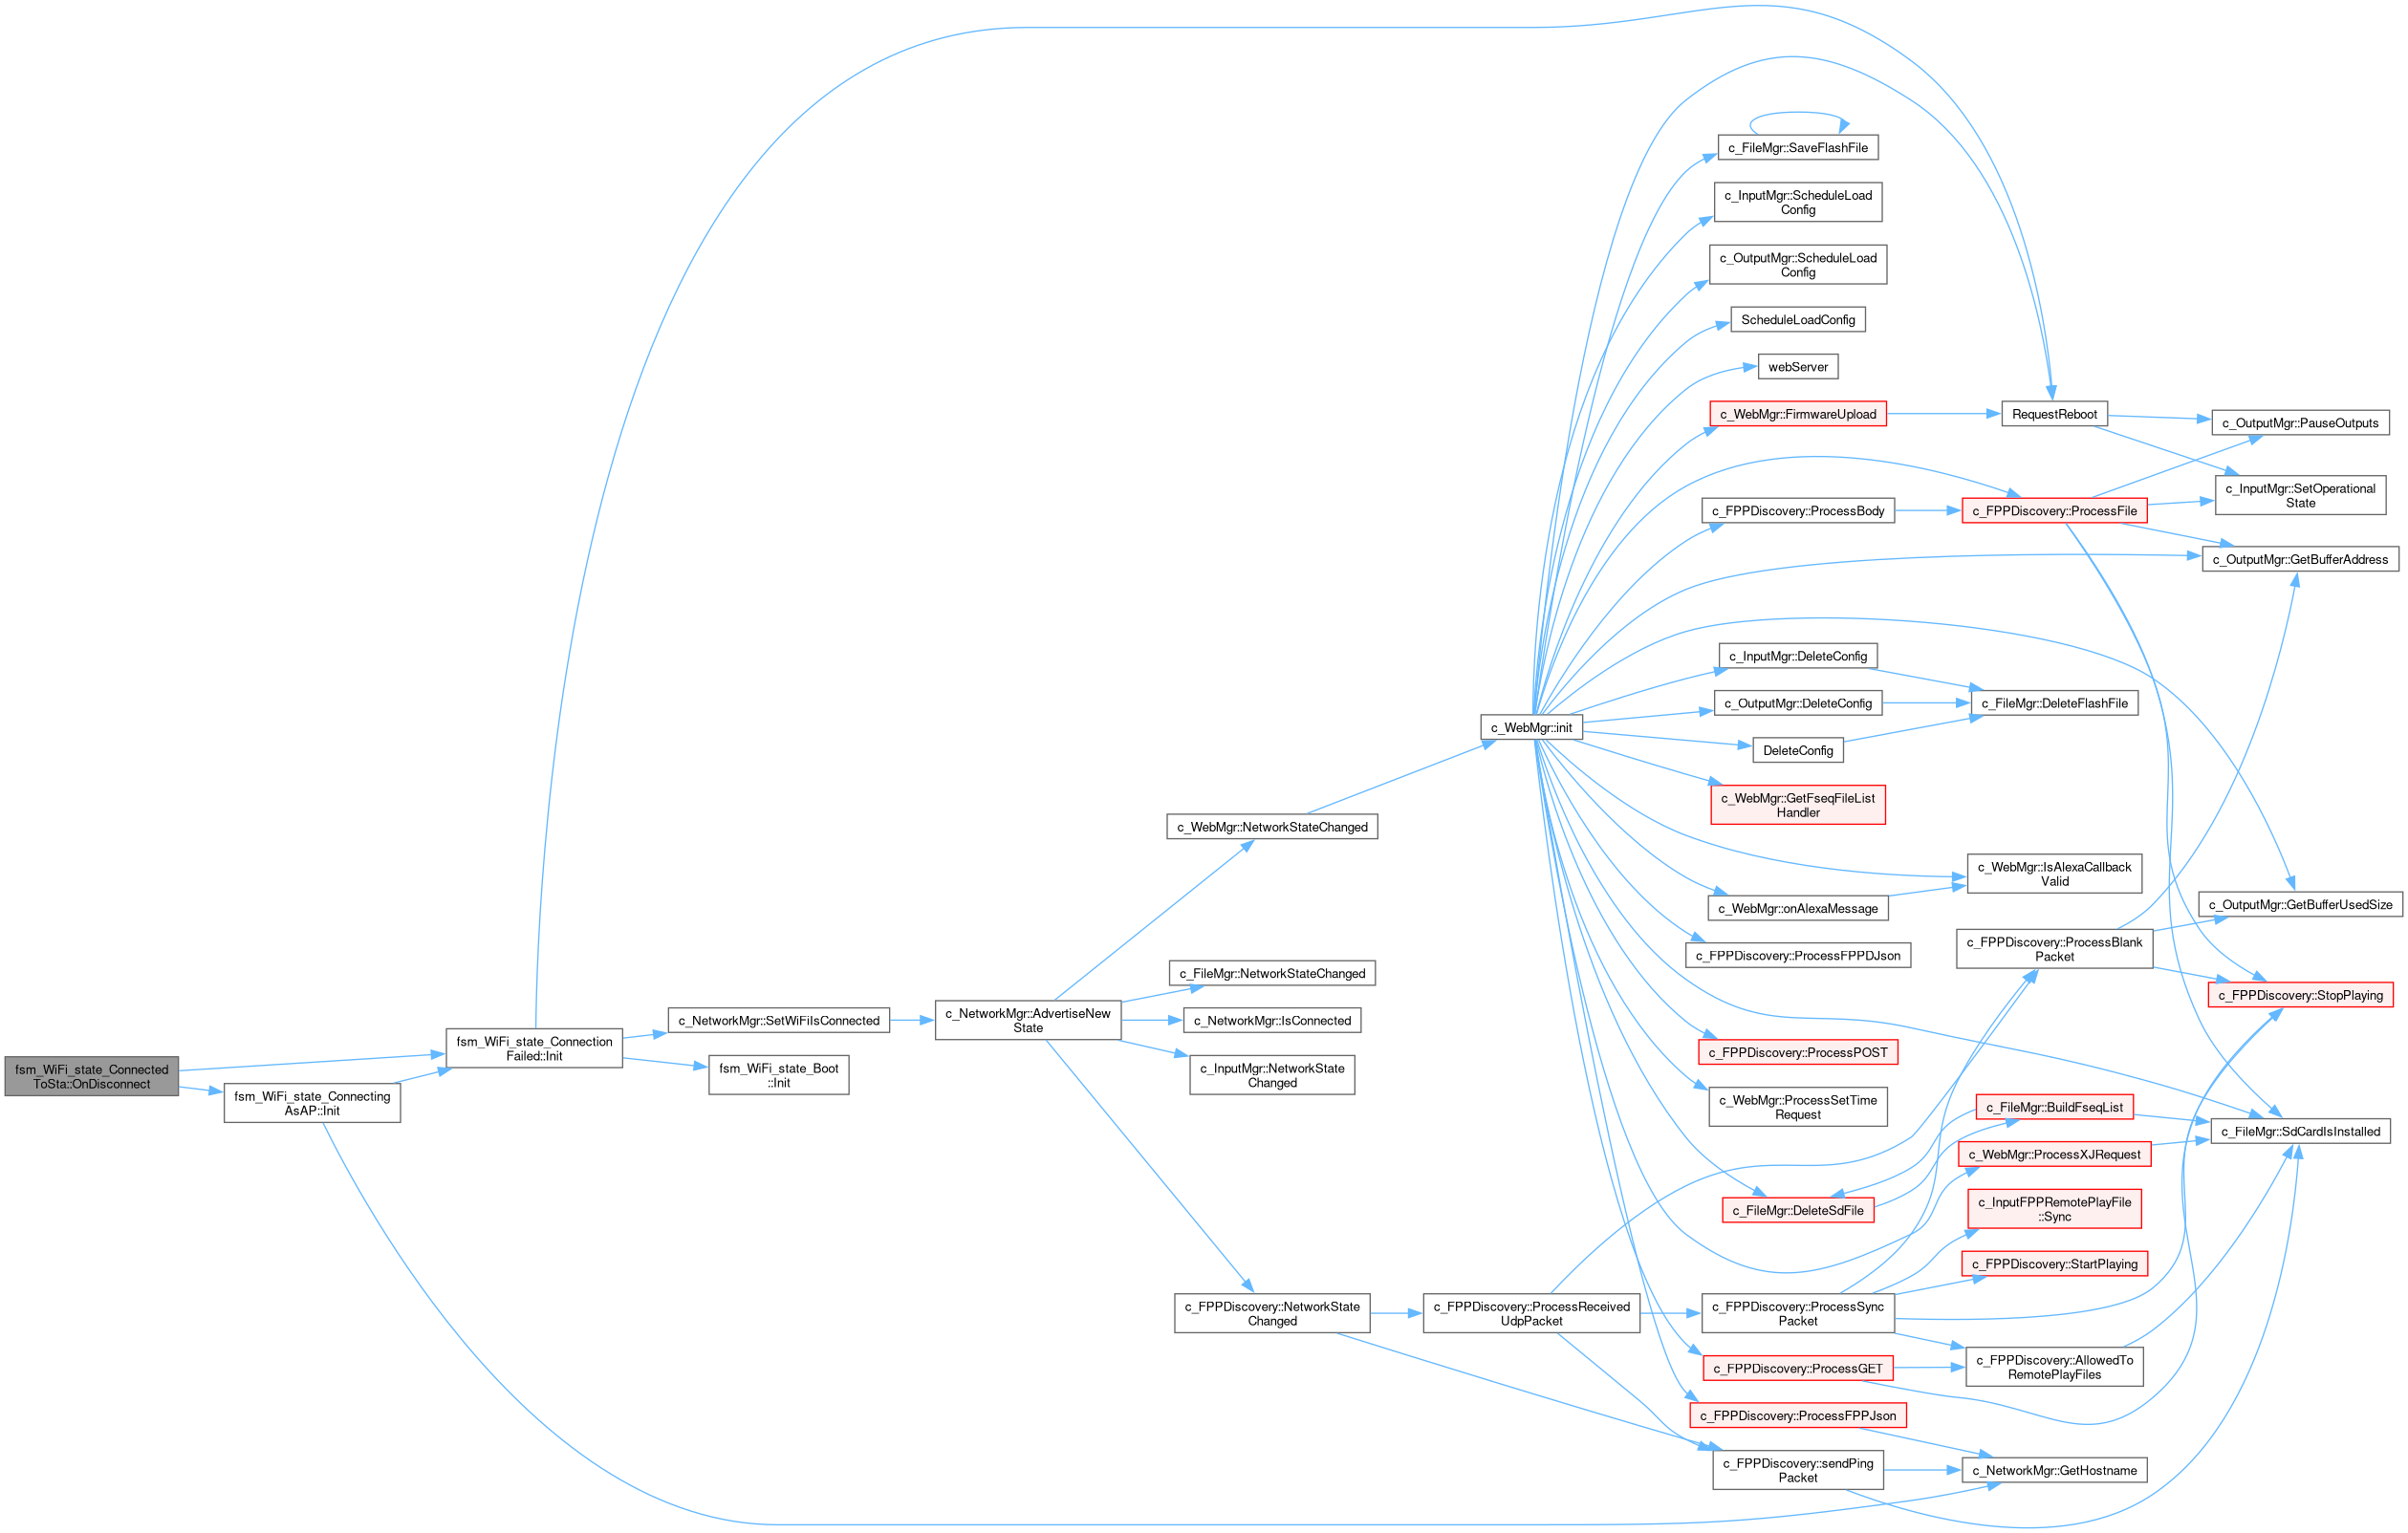 fsm_WiFi_state_Connected
ToSta::OnDisconnect
fsm_WiFi_state_Connection
Failed::Init
fsm_WiFi_state_Connecting
AsAP::Init
c_NetworkMgr::SetWiFiIsConnected
fsm_WiFi_state_Boot
::Init
c_NetworkMgr::AdvertiseNew
State
c_WebMgr::NetworkStateChanged
c_FileMgr::NetworkStateChanged
c_NetworkMgr::IsConnected
c_InputMgr::NetworkState
Changed
c_FPPDiscovery::NetworkState
Changed
c_WebMgr::init
c_FPPDiscovery::ProcessReceived
UdpPacket
c_FileMgr::SaveFlashFile
c_InputMgr::ScheduleLoad
Config
c_OutputMgr::ScheduleLoad
Config
ScheduleLoadConfig
webServer
c_WebMgr::FirmwareUpload
c_FPPDiscovery::ProcessBody
c_InputMgr::DeleteConfig
c_OutputMgr::DeleteConfig
DeleteConfig
c_WebMgr::GetFseqFileList
Handler
c_WebMgr::onAlexaMessage
c_FPPDiscovery::ProcessFPPDJson
c_FPPDiscovery::ProcessPOST
c_WebMgr::ProcessSetTime
Request
c_FileMgr::DeleteSdFile
c_FPPDiscovery::ProcessSync
Packet
c_FPPDiscovery::ProcessGET
c_FPPDiscovery::ProcessFPPJson
c_FPPDiscovery::sendPing
Packet
RequestReboot
c_FPPDiscovery::ProcessFile
c_FileMgr::DeleteFlashFile
c_WebMgr::IsAlexaCallback
Valid
c_FPPDiscovery::ProcessBlank
Packet
c_FileMgr::BuildFseqList
c_WebMgr::ProcessXJRequest
c_InputFPPRemotePlayFile
::Sync
c_FPPDiscovery::StartPlaying
c_FPPDiscovery::AllowedTo
RemotePlayFiles
c_NetworkMgr::GetHostname
c_OutputMgr::PauseOutputs
c_InputMgr::SetOperational
State
c_OutputMgr::GetBufferAddress
c_OutputMgr::GetBufferUsedSize
c_FPPDiscovery::StopPlaying
c_FileMgr::SdCardIsInstalled